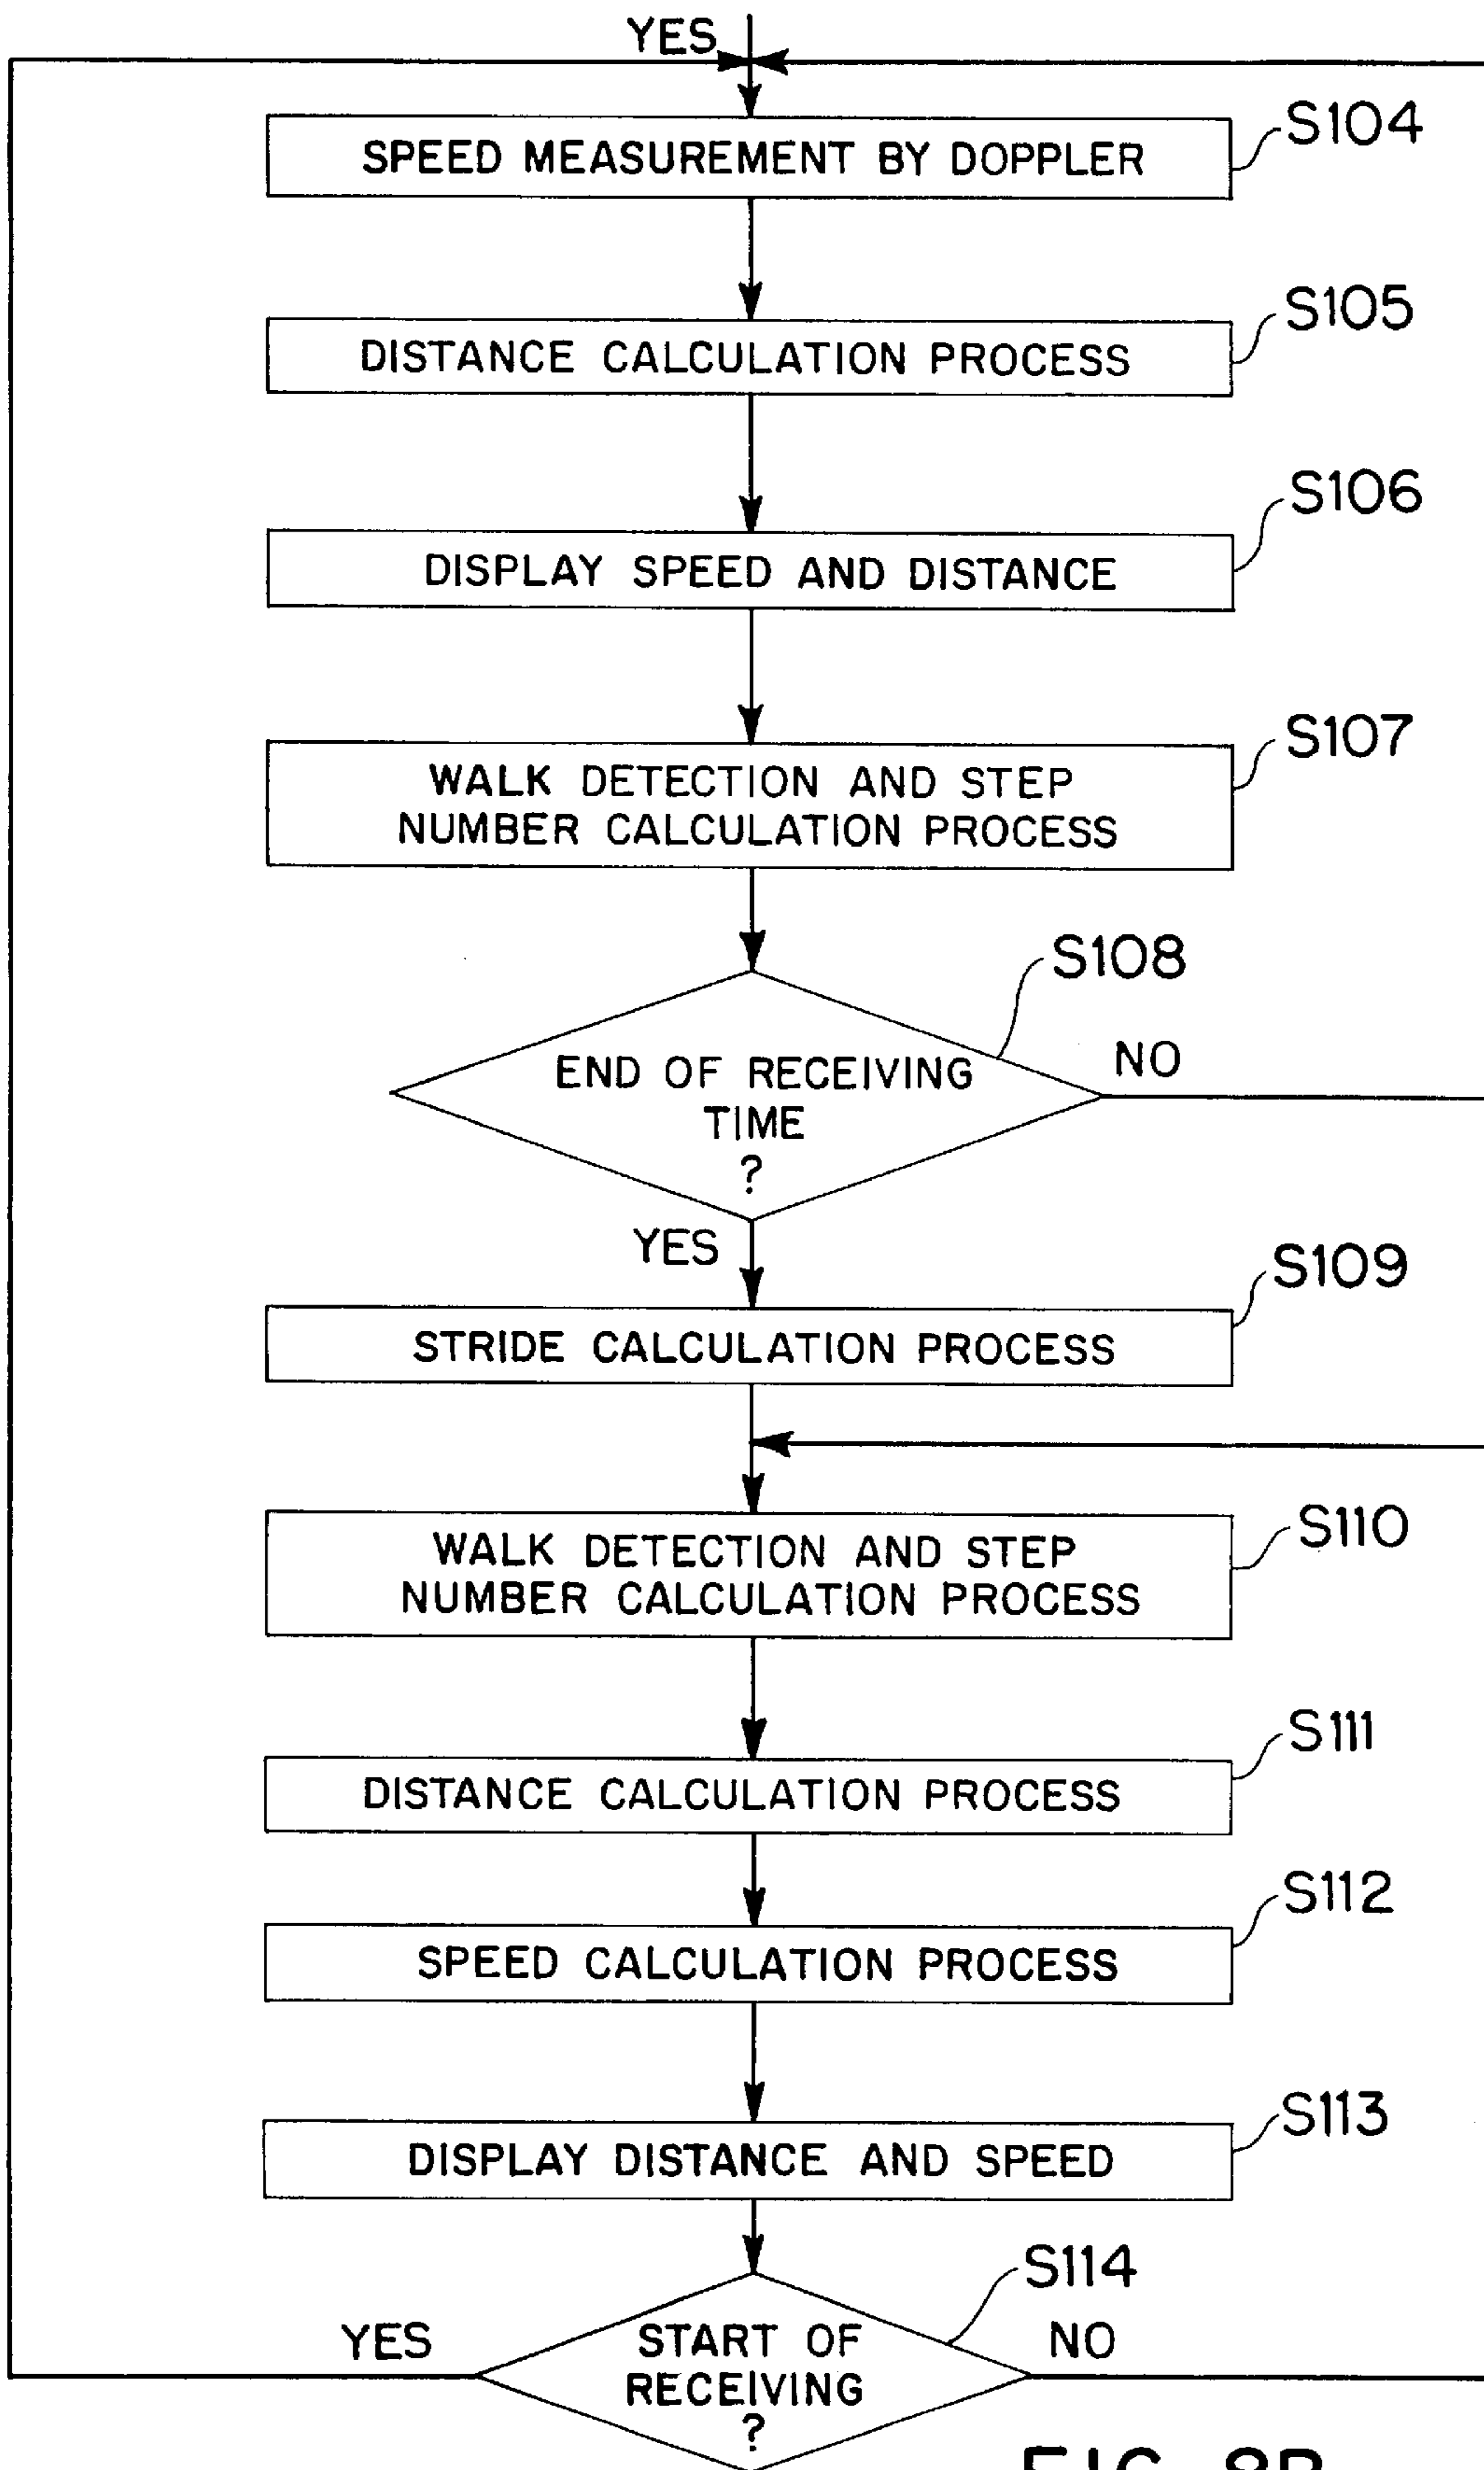 YES
S104
SPEED MEASUREMENT BY DOPPLER
S105
DISTANCE CALCULATION PROCESS
S106
DISPLAY SPEED AND DISTANCE
S107
WALK DETECTION AND STEP
NUMBER CALCULATION PROCESS
S108
END OF RECEIVING
TIME
?
NO
YES
S109
STRIDE CALCULATION PROCESS
S110
WALK DETECTION AND STEP
NUMBER CALCULATION PROCESS
S111
DISTANCE CALCULATION PROCESS
S112
SPEED CALCULATION PROCESS
S113
DISPLAY DISTANCE AND SPEED
S114
YES
START OF
RECEIVING
?
NO